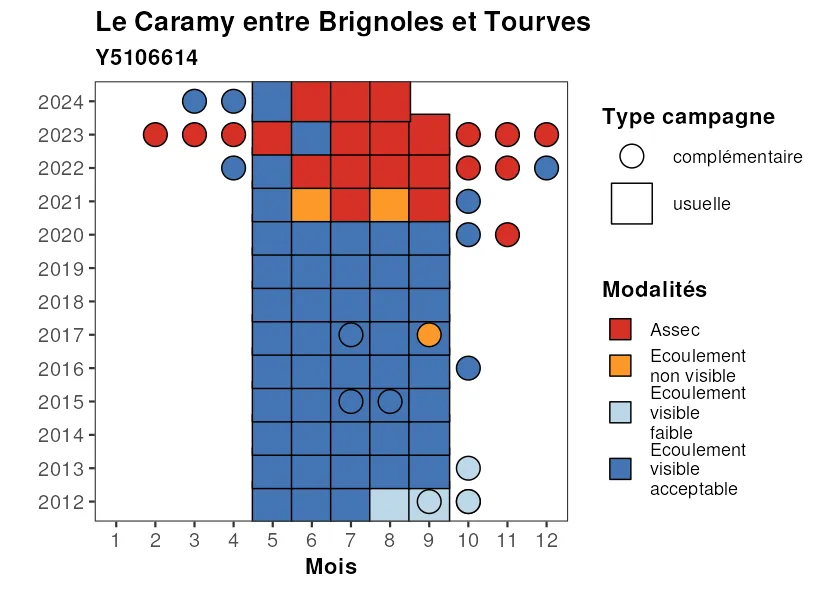 Le Caramy entre Brignoles et Tourves
Y5106614
2024
2023
2022
2021
2020
2019
2018
2017
2016
2015
2014
2013
2012
1 2 3 4 5 6 7 8 9 10 11 12
Mois
Type campagne
complémentaire
usuelle
Modalités
Assec
Ecoulement
non visible
Ecoulement
visible
faible
Ecoulement
visible
acceptable